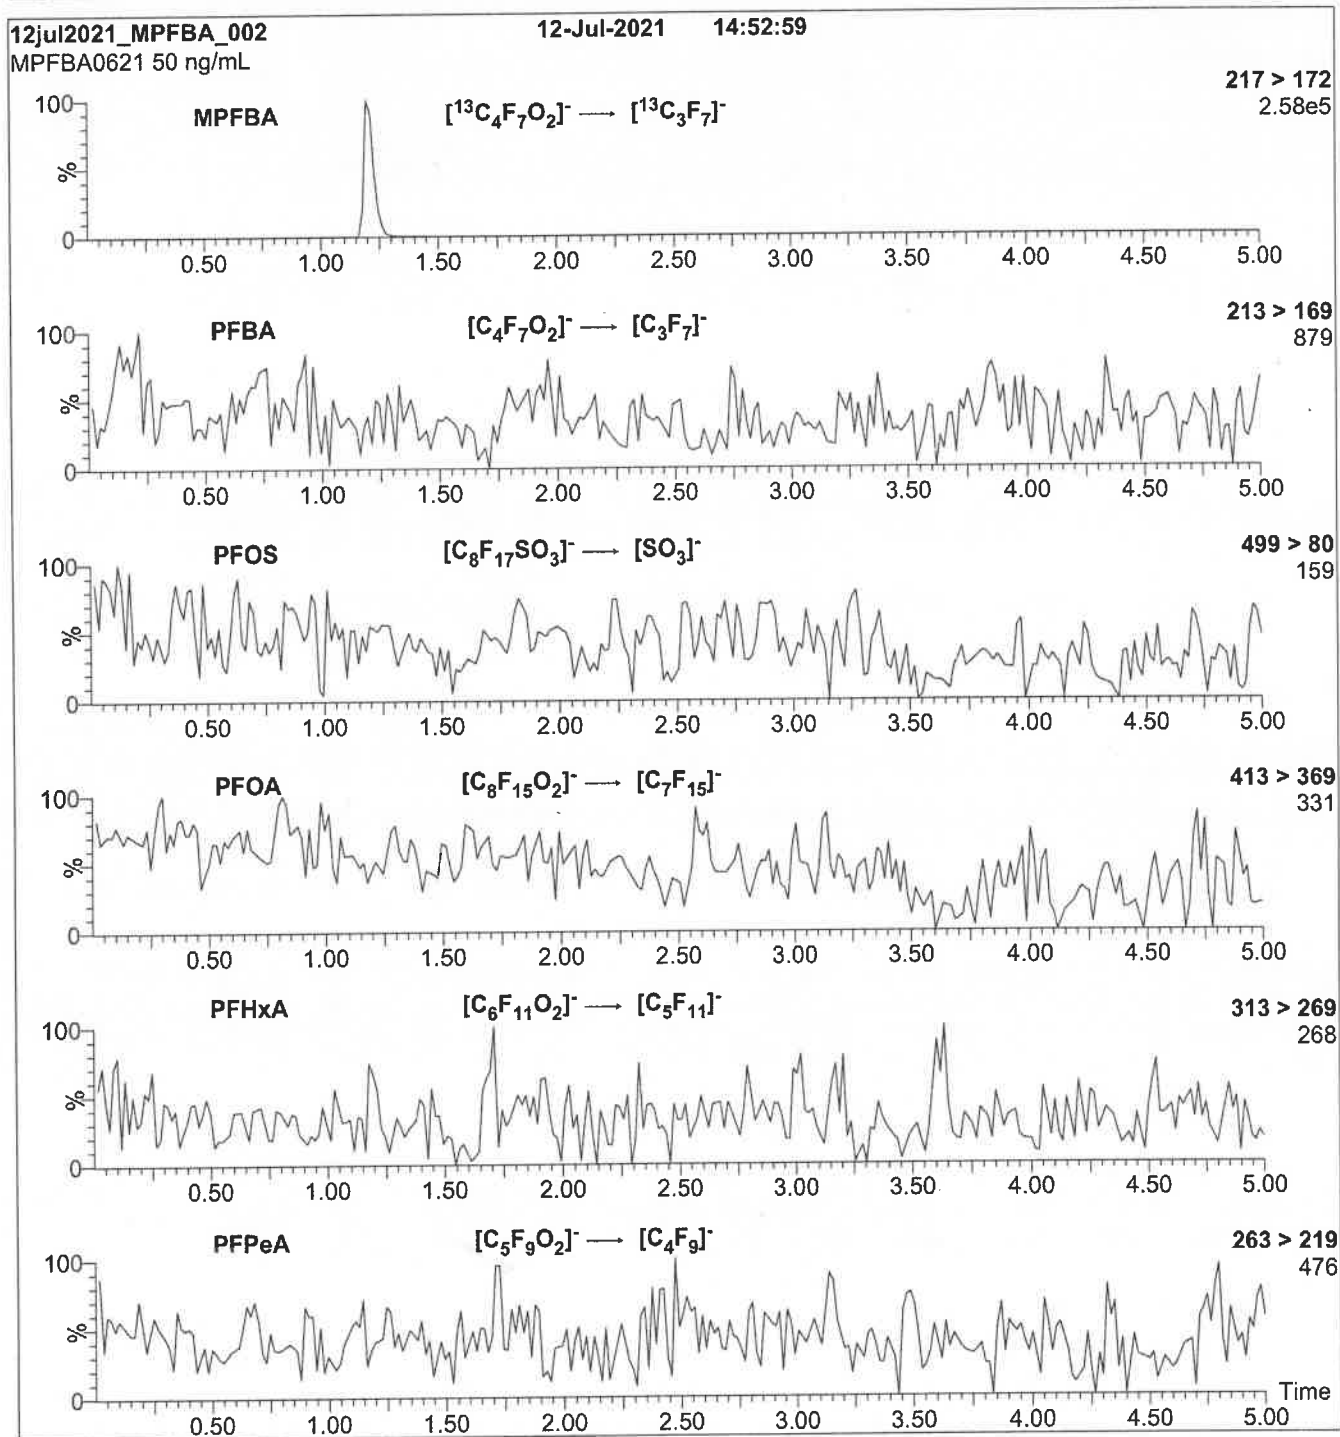 12jul2021_MPFBA_002 12-Jul-2021 14:52:59
MPFBA0621 50 ng/mL
217 > 172
2.58e5
MPFBA [¹³C₄F₇O₂]⁻ → [¹³C₃F₇]⁻
100
%
0
0.50 1.00 1.50 2.00 2.50 3.00 3.50 4.00 4.50 5.00
213 > 169
879
PFBA [C₄F₇O₂]⁻ → [C₃F₇]⁻
100
%
0
0.50 1.00 1.50 2.00 2.50 3.00 3.50 4.00 4.50 5.00
499 > 80
159
PFOS [C₈F₁₇SO₃]⁻ → [SO₃]⁻
100
%
0
0.50 1.00 1.50 2.00 2.50 3.00 3.50 4.00 4.50 5.00
413 > 369
331
PFOA [C₈F₁₅O₂]⁻ → [C₇F₁₅]⁻
100
%
0
0.50 1.00 1.50 2.00 2.50 3.00 3.50 4.00 4.50 5.00
313 > 269
268
PFHxA [C₆F₁₁O₂]⁻ → [C₅F₁₁]⁻
100
%
0
0.50 1.00 1.50 2.00 2.50 3.00 3.50 4.00 4.50 5.00
263 > 219
476
PFPeA [C₅F₉O₂]⁻ → [C₄F₉]⁻
100
%
0
Time
0.50 1.00 1.50 2.00 2.50 3.00 3.50 4.00 4.50 5.00